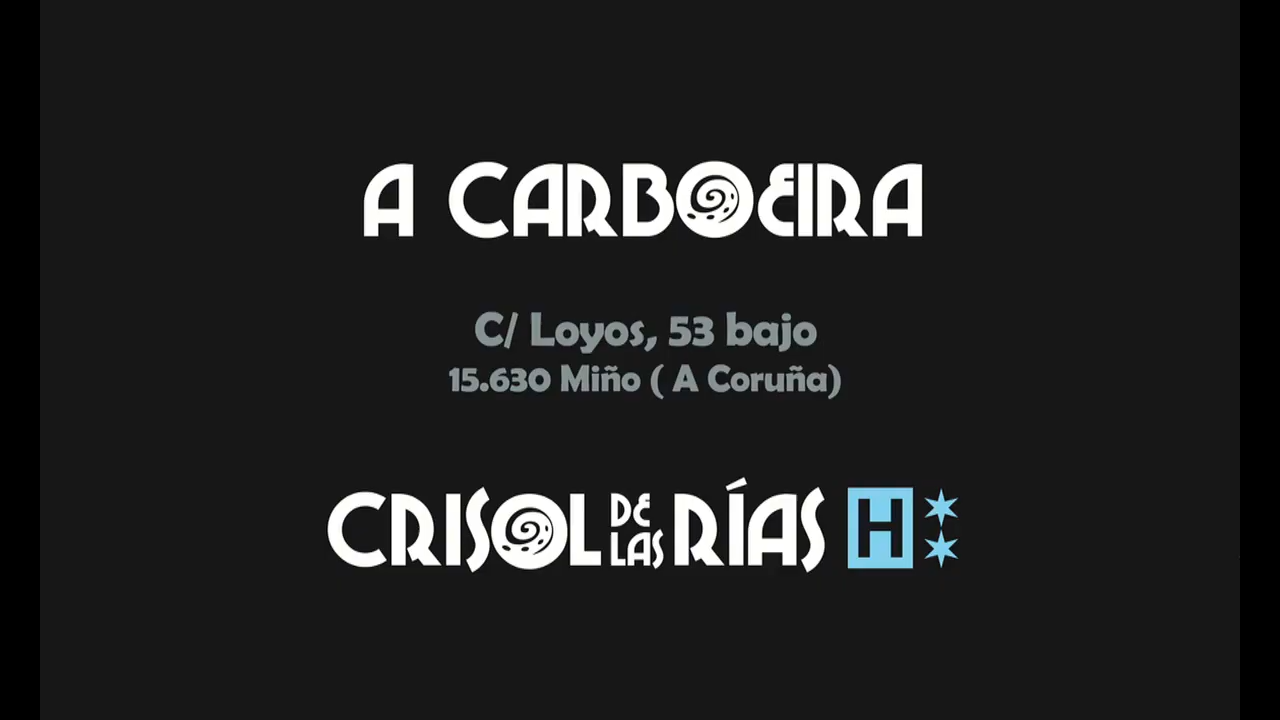 A CARBOEIRA
C/ Loyos, 53 bajo
15.630 Miño ( A Coruña)
CRISOL DE LAS RÍAS H